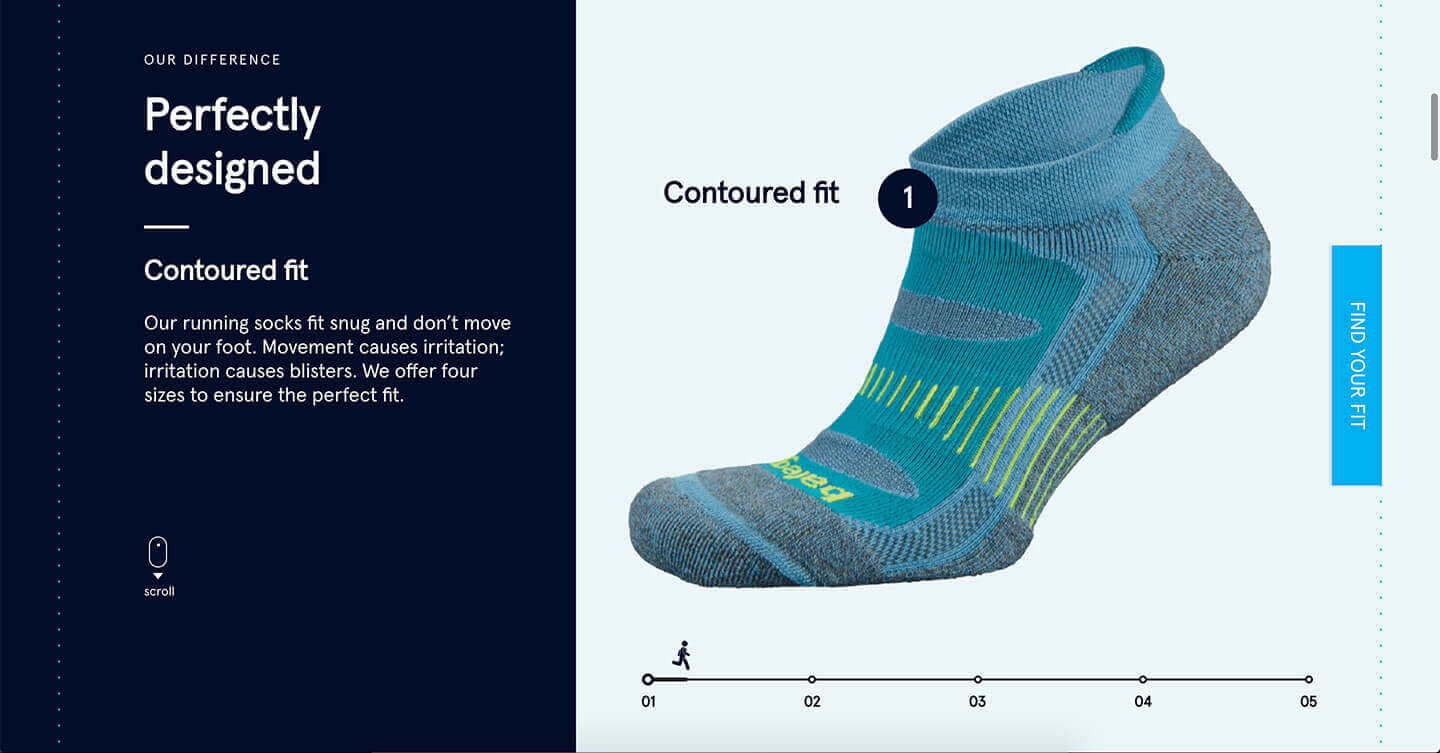 OUR DIFFERENCE
Perfectly
designed
Contoured fit
Our running socks fit snug and don’t move
on your foot. Movement causes irritation;
irritation causes blisters. We offer four
sizes to ensure the perfect fit.
scroll
Contoured fit
1
balega
FIND YOUR FIT
01
02
03
04
05